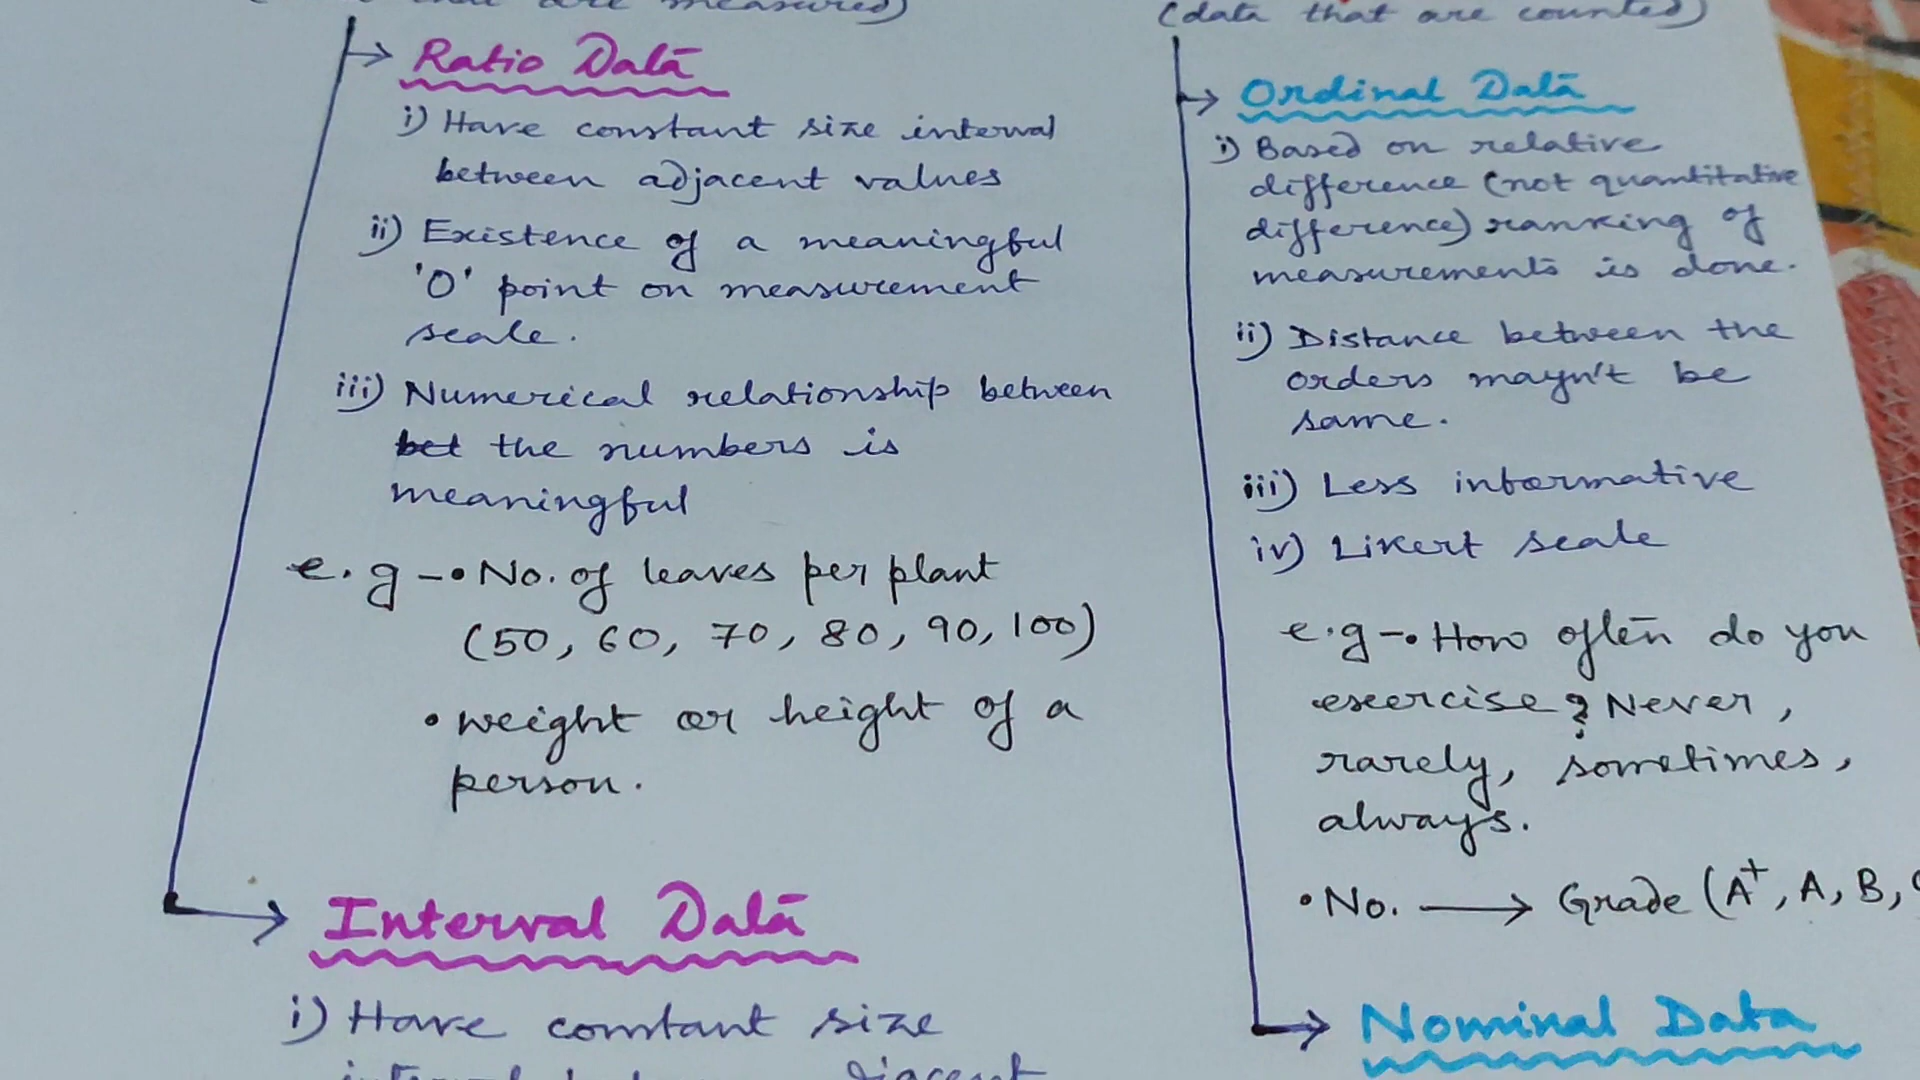 that are measured)
Ratio Data
i) Have constant size interval
between adjacent values
ii) Existence of a meaningful
'0' point on measurement
scale.
iii) Numerical relationship between
bet the numbers is
meaningful
e.g - • No. of leaves per plant
(50, 60, 70, 80, 90, 100)
• weight or height of a
person.
Interval Data
i) Have constant size
(data that are counted)
Ordinal Data
i) Based on relative
difference (not quantitative
difference) ranking of
measurements is done.
ii) Distance between the
orders mayn't be
same.
iii) Less informative
iv) Likert scale
e.g - • How often do you
exercise? Never,
rarely, sometimes,
always.
• No. → Grade (A+, A, B,
Nominal Data